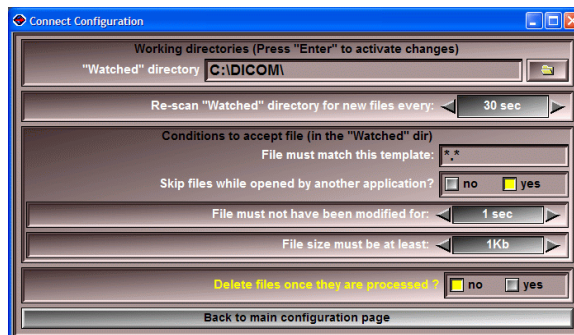 Connect Configuration
Working directories (Press "Enter" to activate changes)
"Watched" directory C:\DICOM\
Re-scan "Watched" directory for new files every: 30 sec
Conditions to accept file (in the "Watched" dir)
File must match this template: *.*
Skip files while opened by another application? no yes
File must not have been modified for: 1 sec
File size must be at least: 1Kb
Delete files once they are processed ? no yes
Back to main configuration page